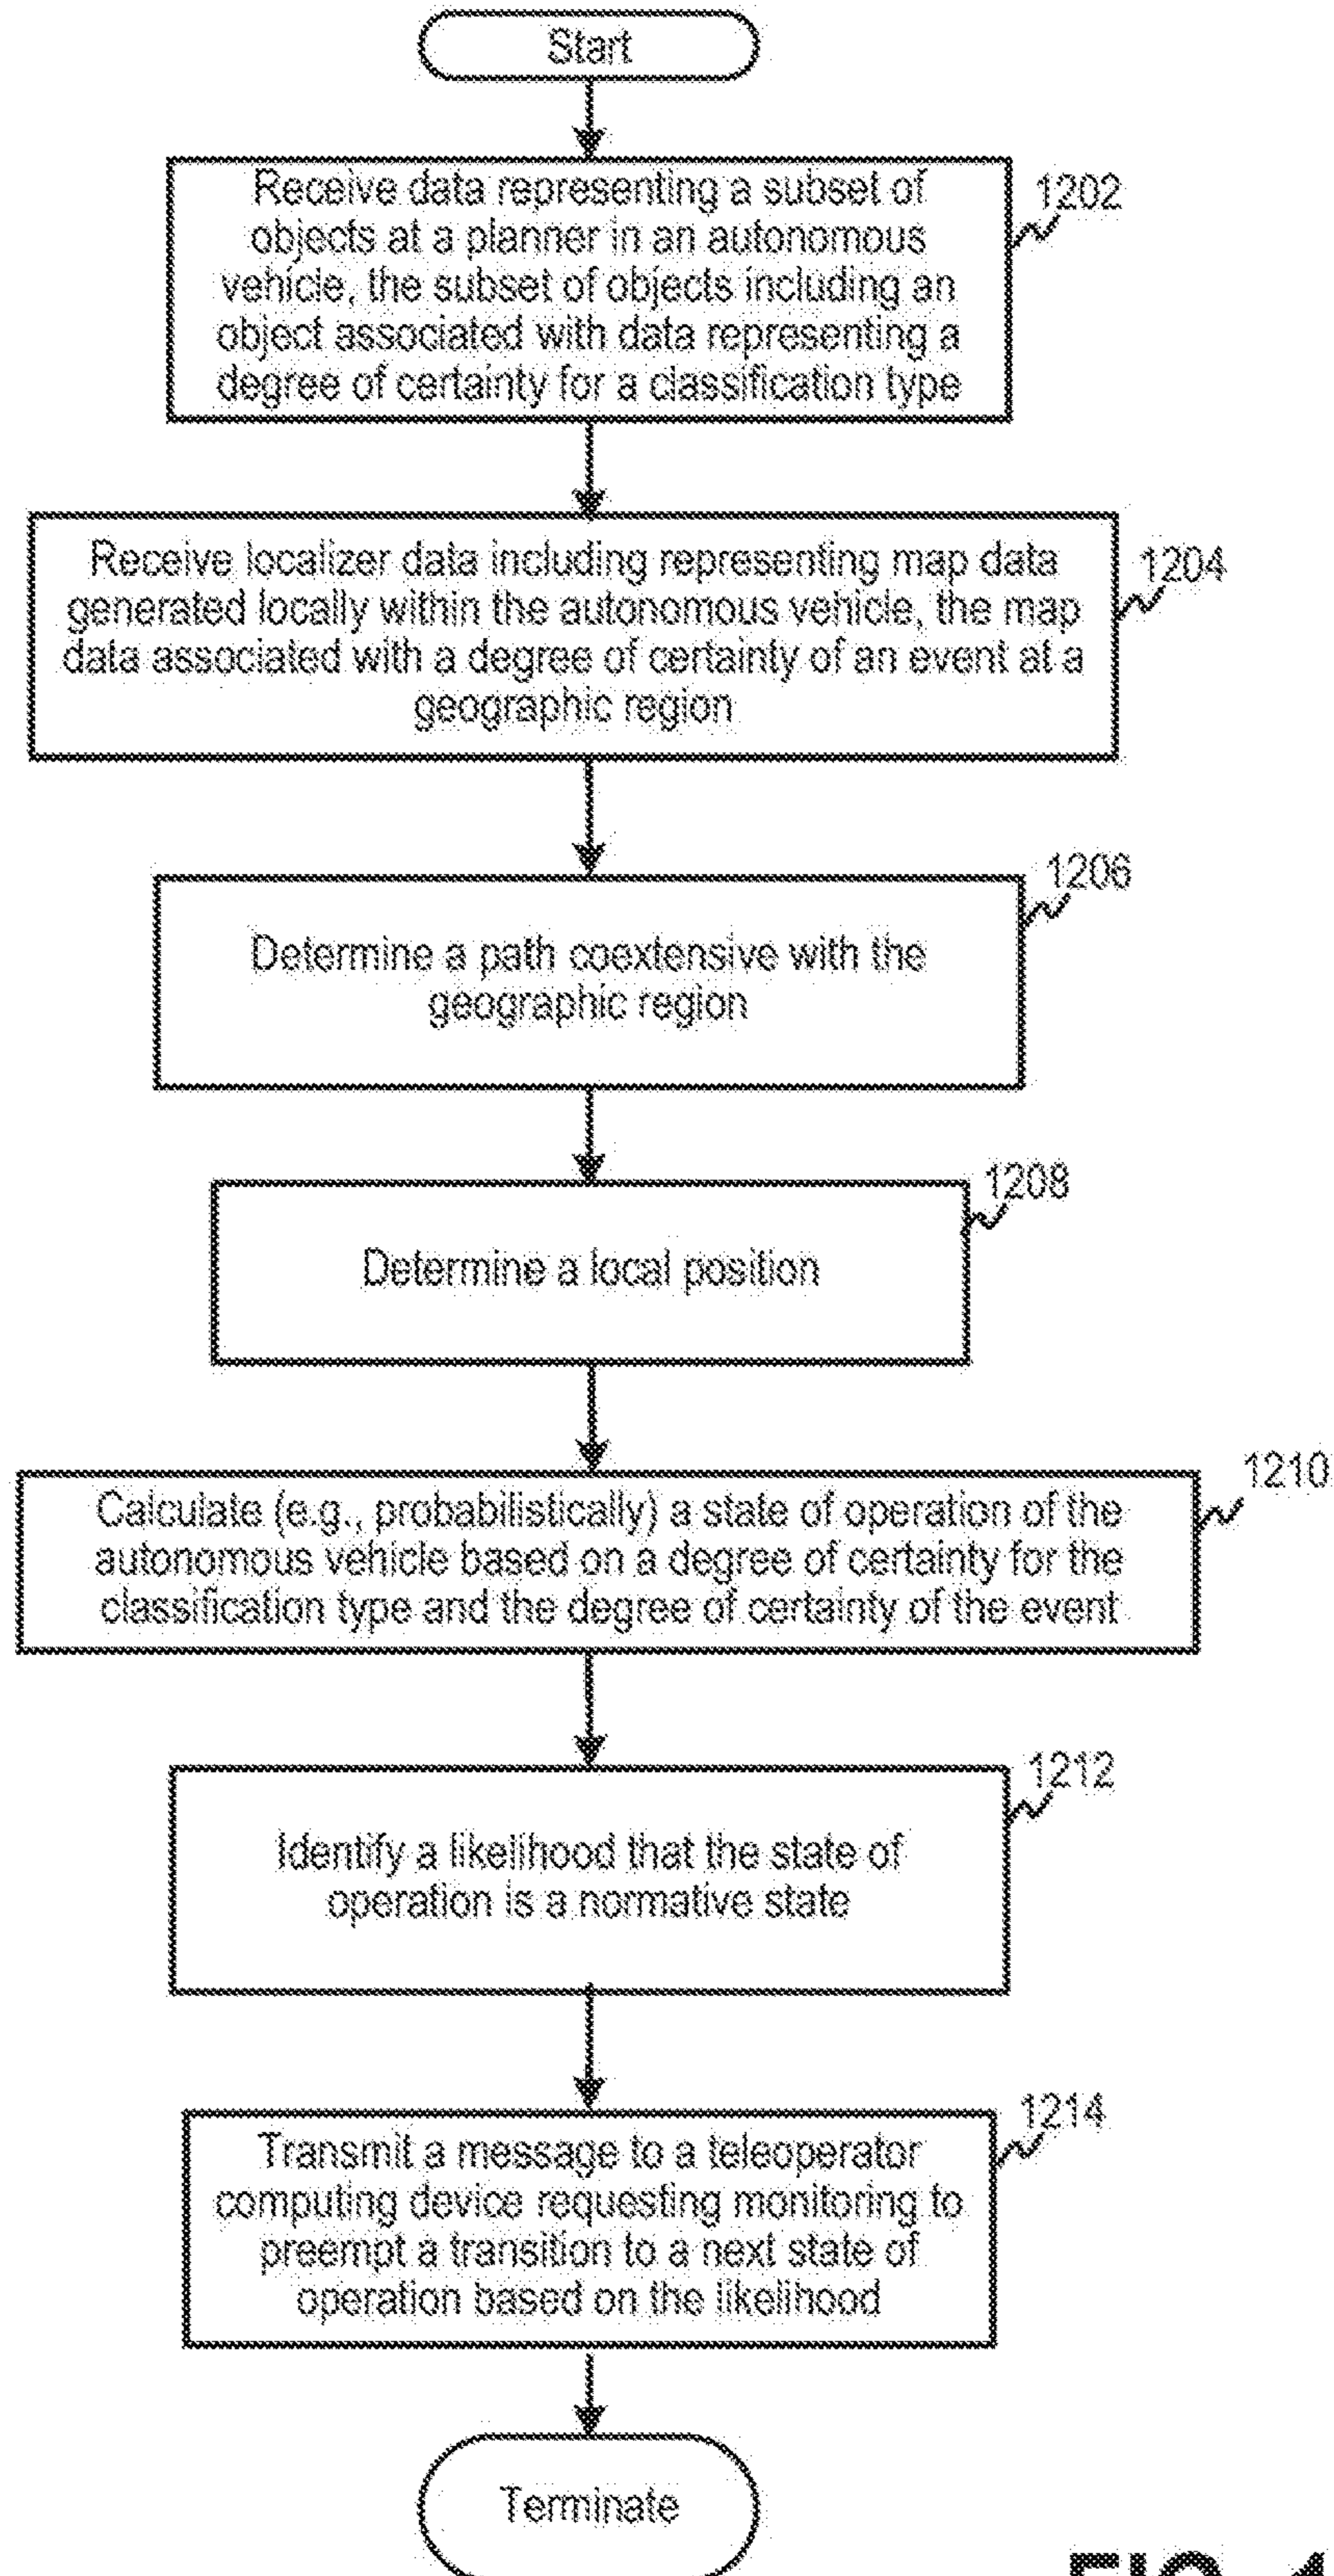 Start
Receive data representing a subset of
objects at a planner in an autonomous
vehicle, the subset of objects including an
object associated with data representing a
degree of certainty for a classification type
1202
Receive localizer data including representing map data
generated locally within the autonomous vehicle, the map
data associated with a degree of certainty of an event at a
geographic region
1204
Determine a path coextensive with the
geographic region
1206
Determine a local position
1208
Calculate (e.g., probabilistically) a state of operation of the
autonomous vehicle based on a degree of certainty for the
classification type and the degree of certainty of the event
1210
Identify a likelihood that the state of
operation is a normative state
1212
Transmit a message to a teleoperator
computing device requesting monitoring to
preempt a transition to a next state of
operation based on the likelihood
1214
Terminate